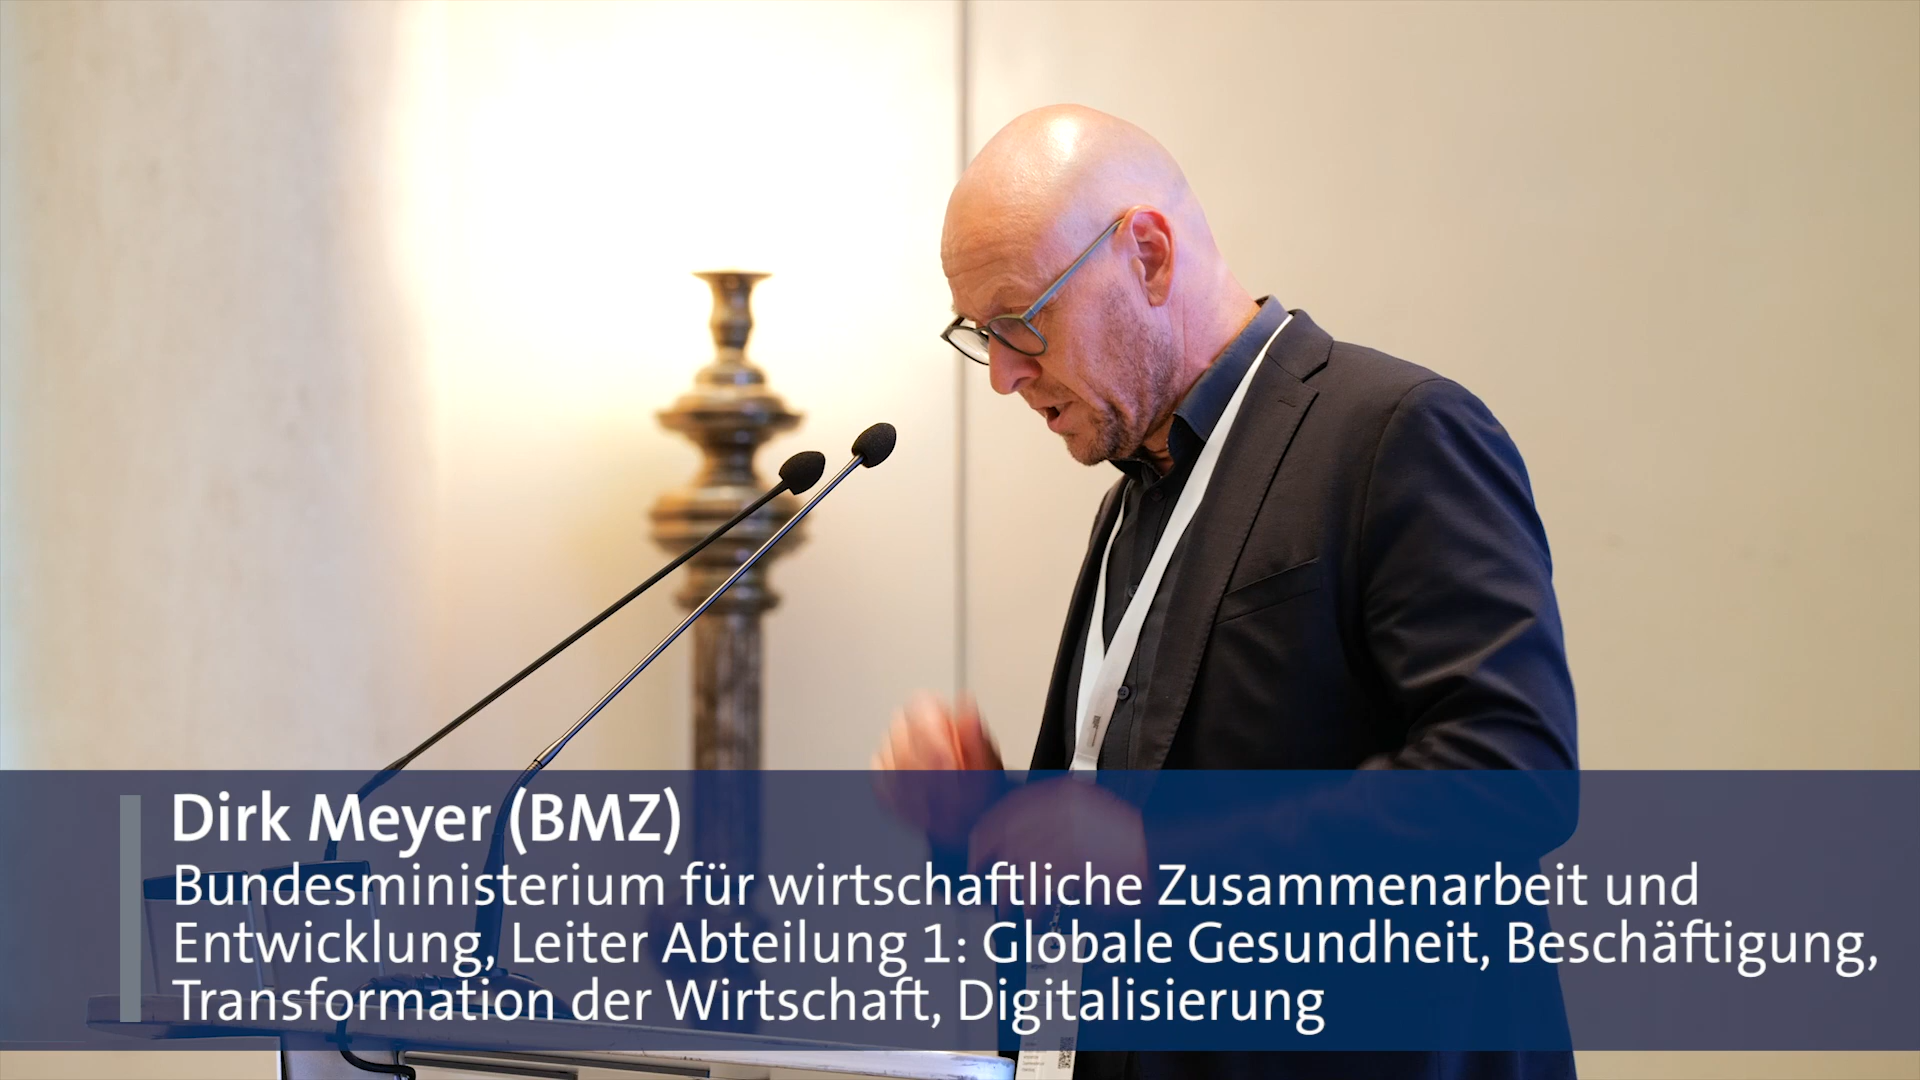 Dirk Meyer (BMZ)
Bundesministerium für wirtschaftliche Zusammenarbeit und
Entwicklung, Leiter Abteilung 1: Globale Gesundheit, Beschäftigung,
Transformation der Wirtschaft, Digitalisierung